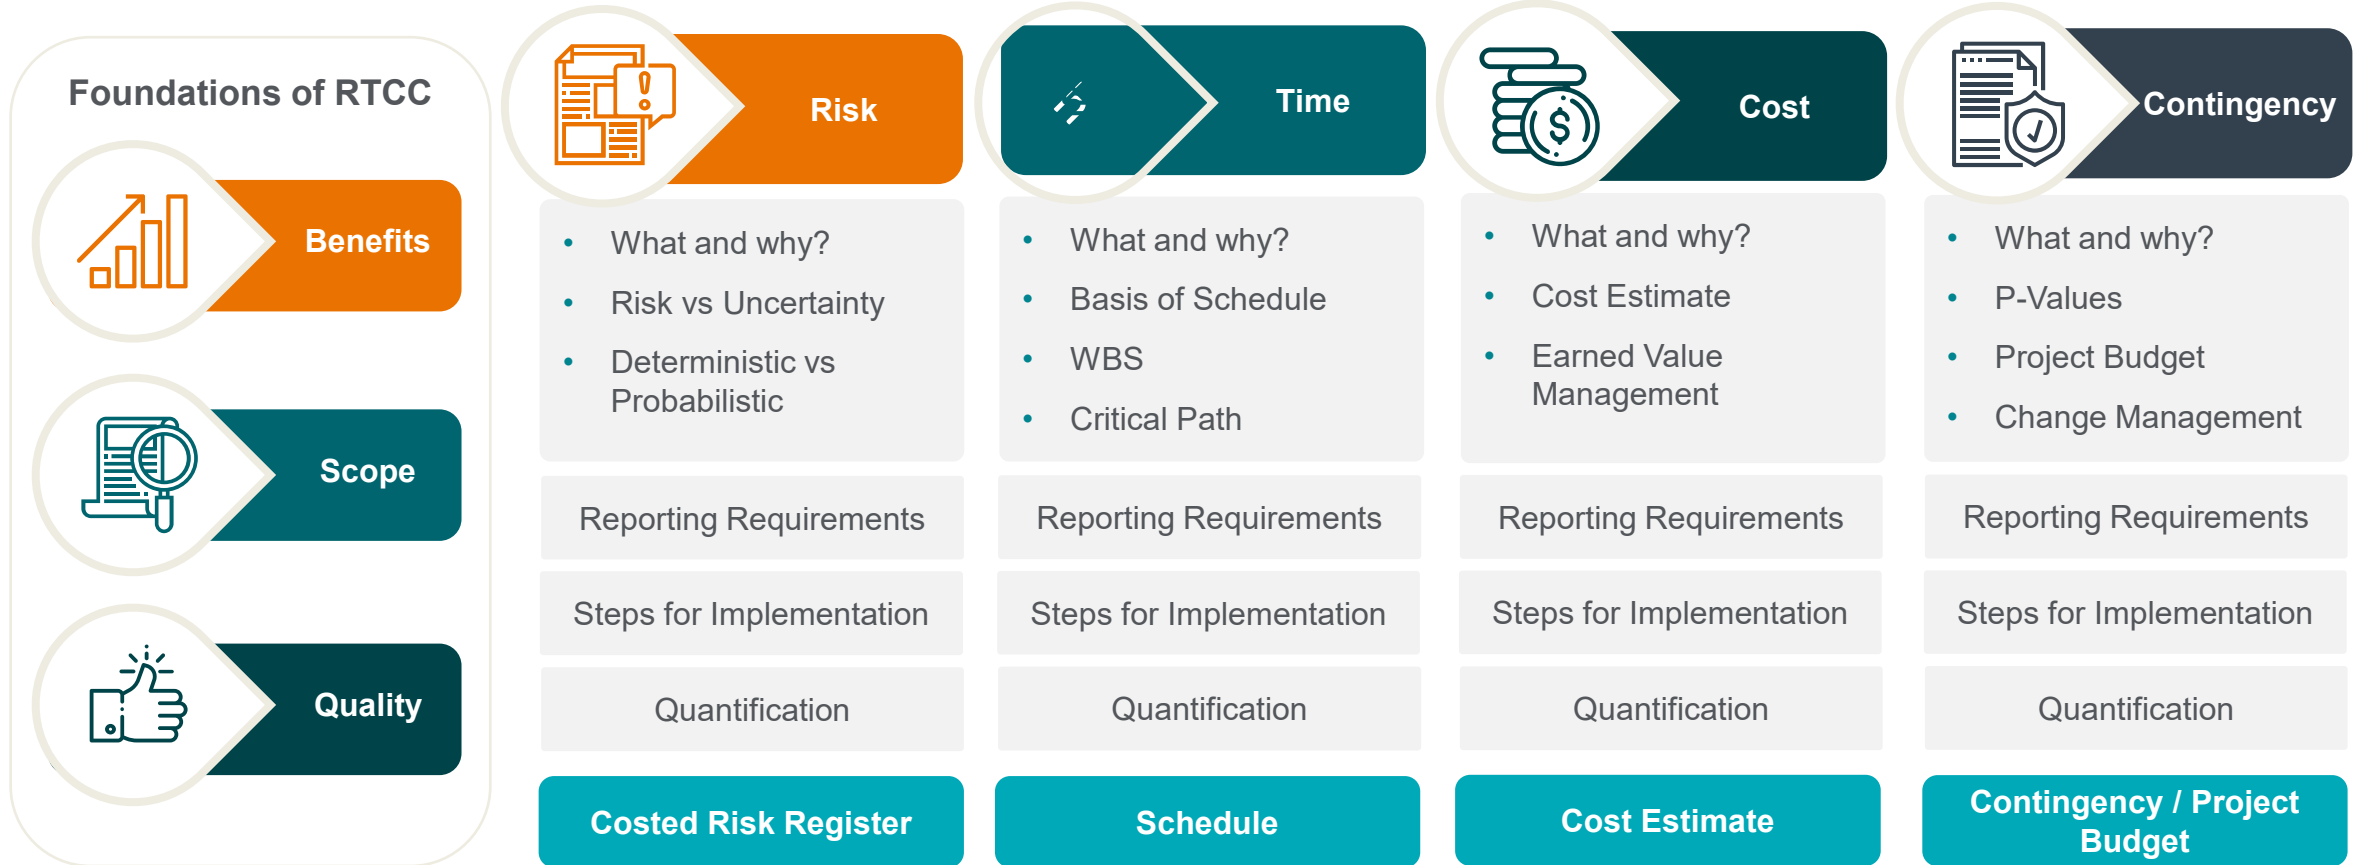 Foundations of RTCC
Benefits
Scope
Quality
Risk
• What and why?
• Risk vs Uncertainty
• Deterministic vs
Probabilistic
Reporting Requirements
Steps for Implementation
Quantification
Costed Risk Register
Time
• What and why?
• Basis of Schedule
• WBS
• Critical Path
Reporting Requirements
Steps for Implementation
Quantification
Schedule
Cost
$
• What and why?
• Cost Estimate
• Earned Value
Management
Reporting Requirements
Steps for Implementation
Quantification
Cost Estimate
Contingency
• What and why?
• P-Values
• Project Budget
• Change Management
Reporting Requirements
Steps for Implementation
Quantification
Contingency / Project
Budget